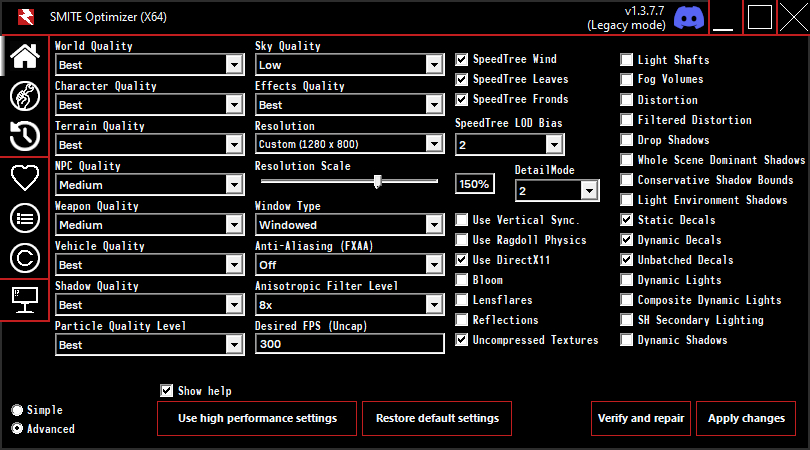 SMITE Optimizer (X64)
v1.3.7.7
(Legacy mode)
World Quality
Best
Character Quality
Best
Terrain Quality
Best
NPC Quality
Medium
Weapon Quality
Medium
Vehicle Quality
Best
Shadow Quality
Best
Particle Quality Level
Best
Sky Quality
Low
Effects Quality
Best
Resolution
Custom (1280 x 800)
Resolution Scale
150%
Window Type
Windowed
Anti-Aliasing (FXAA)
Off
Anisotropic Filter Level
8x
Desired FPS (Uncap)
300
SpeedTree Wind
SpeedTree Leaves
SpeedTree Fronds
SpeedTree LOD Bias
2
DetailMode
2
Use Vertical Sync.
Use Ragdoll Physics
Use DirectX11
Bloom
Lensflares
Reflections
Uncompressed Textures
Light Shafts
Fog Volumes
Distortion
Filtered Distortion
Drop Shadows
Whole Scene Dominant Shadows
Conservative Shadow Bounds
Light Environment Shadows
Static Decals
Dynamic Decals
Unbatched Decals
Dynamic Lights
Composite Dynamic Lights
SH Secondary Lighting
Dynamic Shadows
Show help
Simple
Advanced
Use high performance settings
Restore default settings
Verify and repair
Apply changes